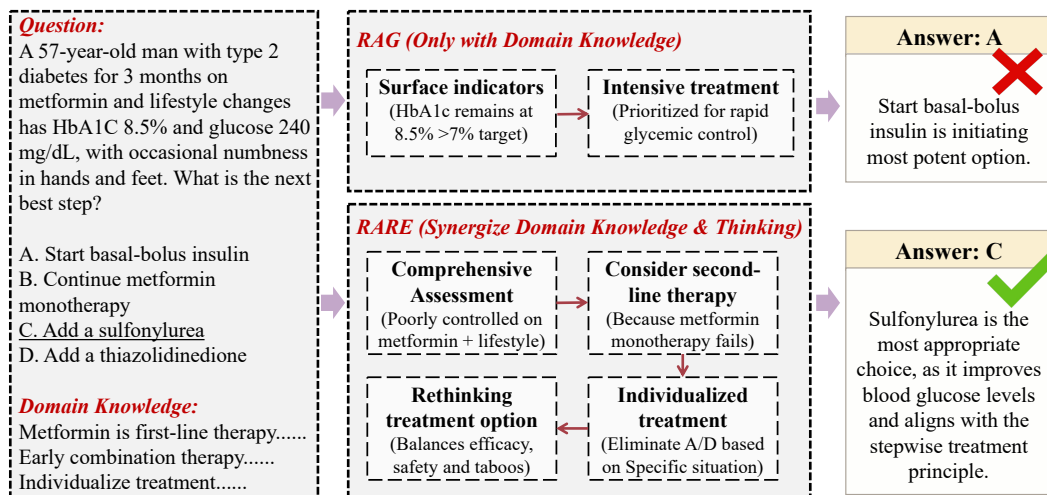 Question:
A 57-year-old man with type 2
diabetes for 3 months on
metformin and lifestyle changes
has HbA1C 8.5% and glucose 240
mg/dL, with occasional numbness
in hands and feet. What is the next
best step?
A. Start basal-bolus insulin
B. Continue metformin
monotherapy
C. Add a sulfonylurea
D. Add a thiazolidinedione
Domain Knowledge:
Metformin is first-line therapy......
Early combination therapy......
Individualize treatment......
RAG (Only with Domain Knowledge)
Surface indicators
(HbA1c remains at
8.5% >7% target)
Intensive treatment
(Prioritized for rapid
glycemic control)
Answer: A
Start basal-bolus
insulin is initiating
most potent option.
RARE (Synergize Domain Knowledge & Thinking)
Comprehensive
Assessment
(Poorly controlled on
metformin + lifestyle)
Consider second-
line therapy
(Because metformin
monotherapy fails)
Rethinking
treatment option
(Balances efficacy,
safety and taboos)
Individualized
treatment
(Eliminate A/D based
on Specific situation)
Answer: C
Sulfonylurea is the
most appropriate
choice, as it improves
blood glucose levels
and aligns with the
stepwise treatment
principle.